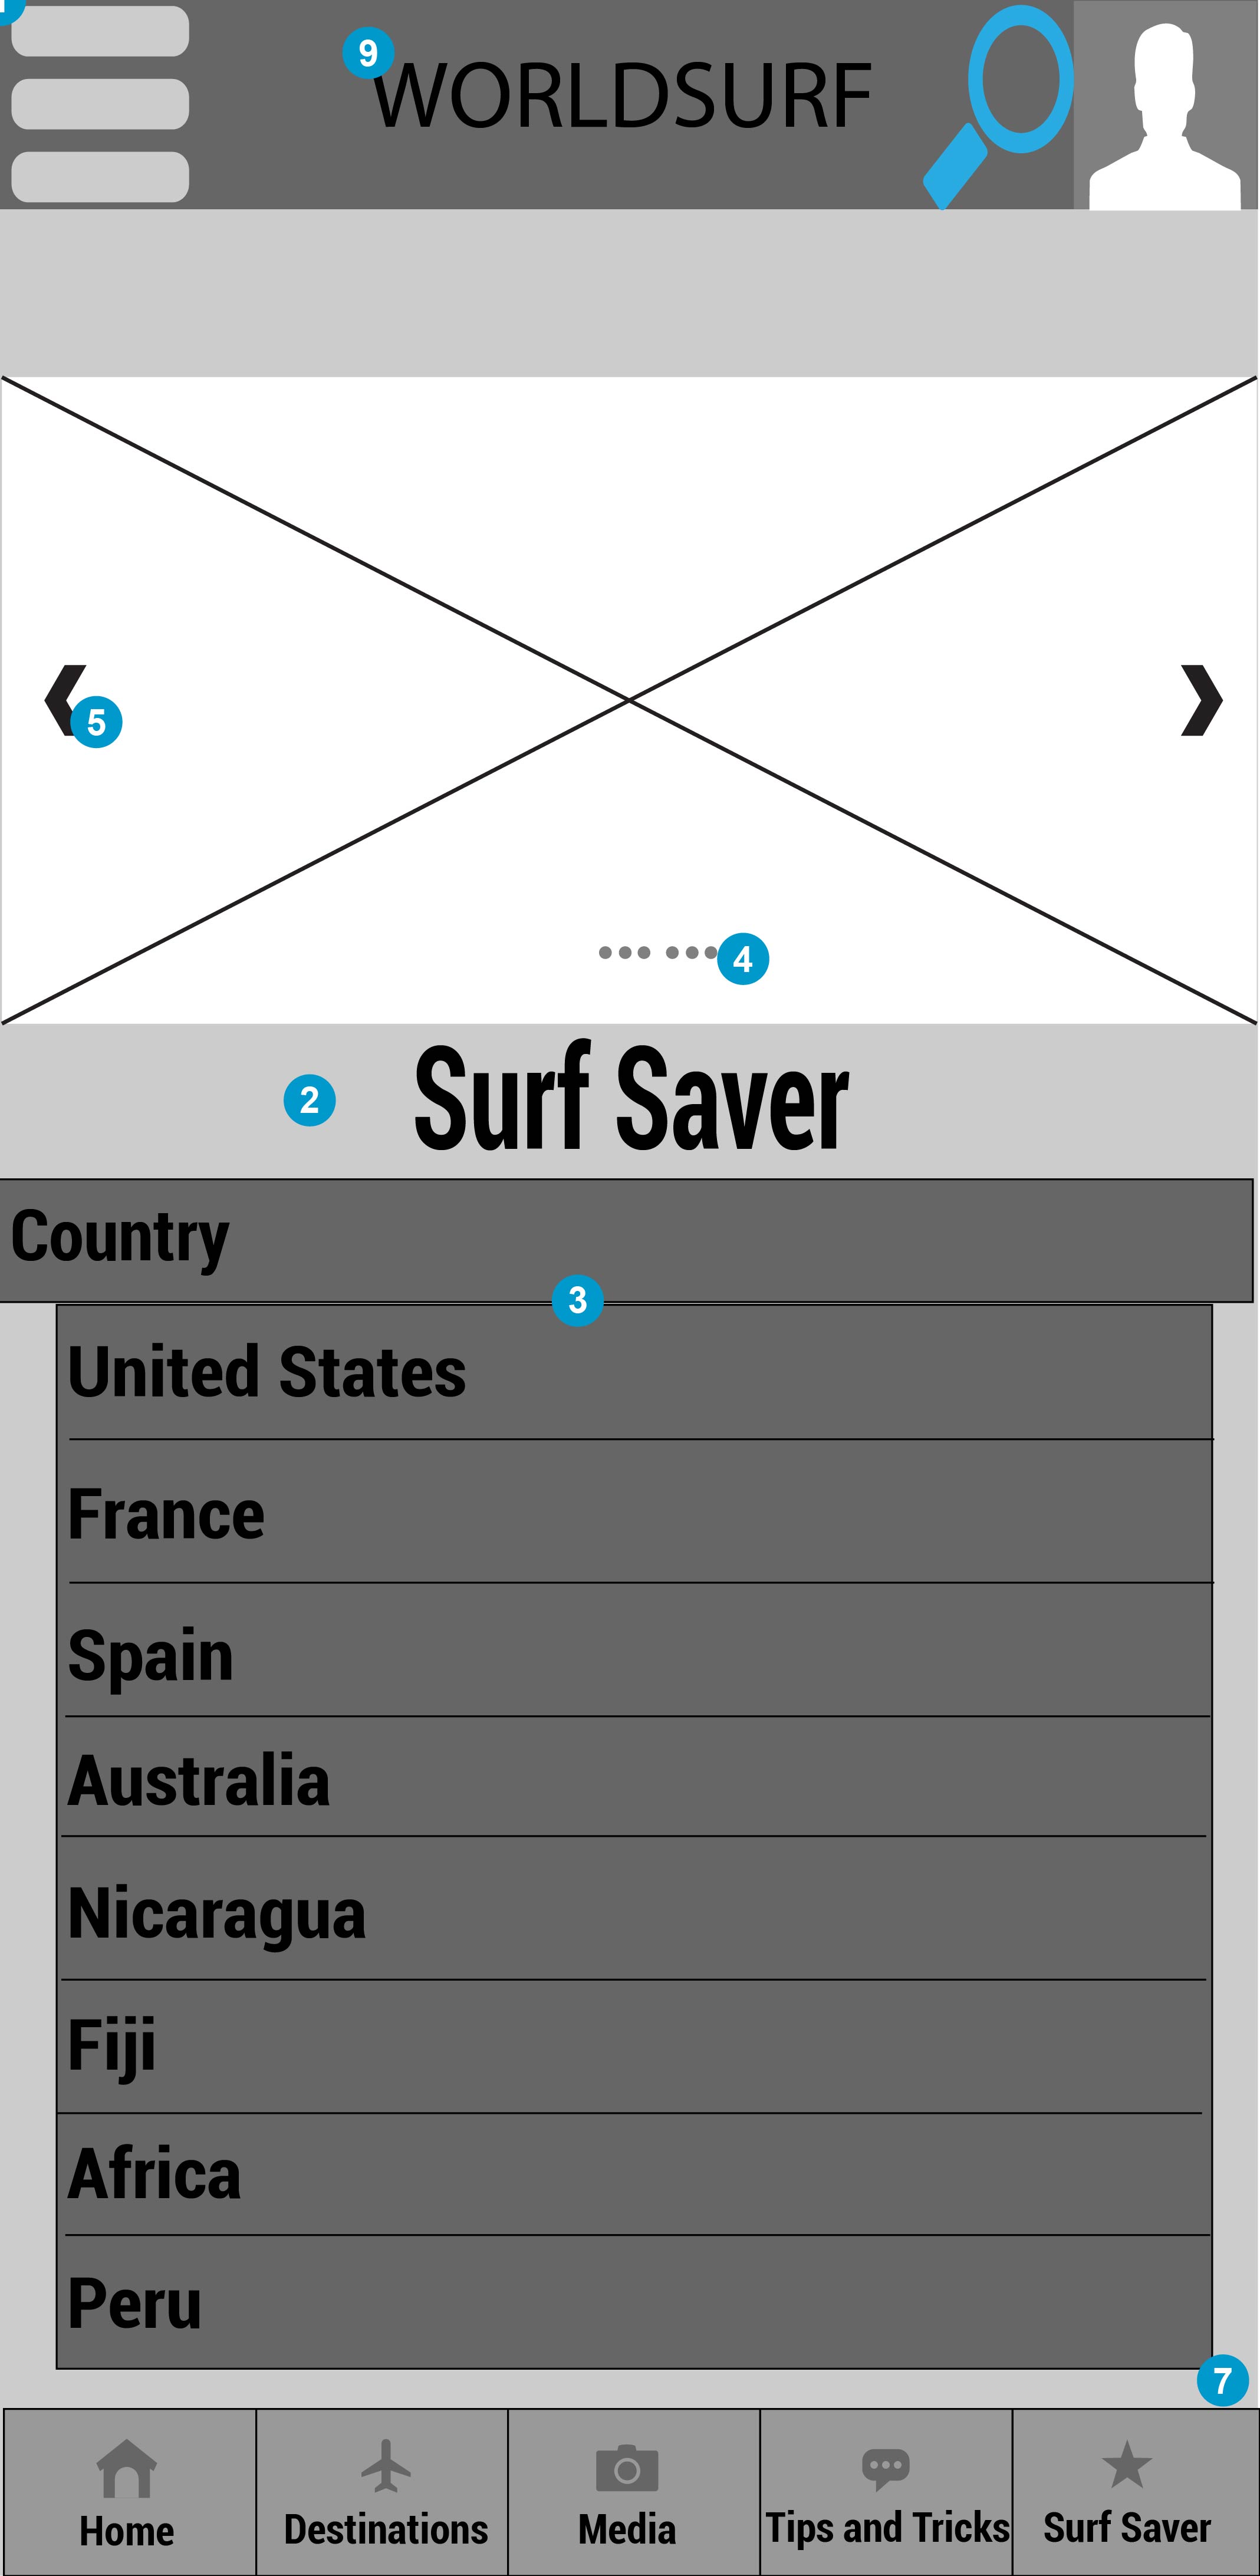 9
WORLDSURF
5
4
2
Surf Saver
Country
3
United States
France
Spain
Australia
Nicaragua
Fiji
Africa
Peru
7
Home
Destinations
Media
Tips and Tricks
Surf Saver